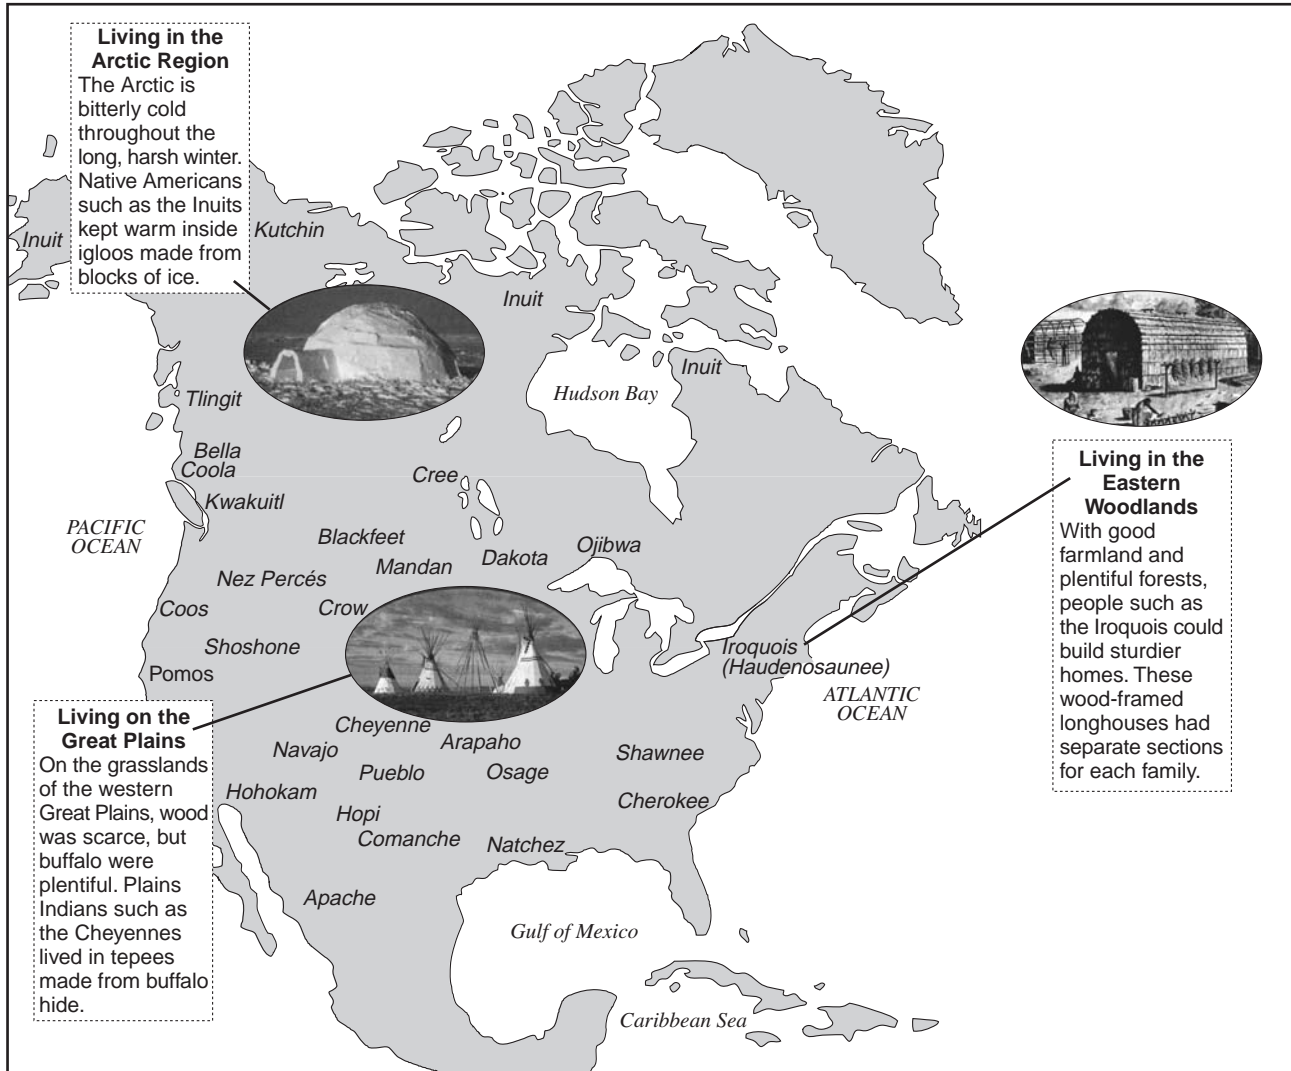 Living in the
Arctic Region
The Arctic is
bitterly cold
throughout the
long, harsh winter.
Native Americans
such as the Inuits
kept warm inside
igloos made from
blocks of ice.
Inuit
Kutchin
Inuit
Inuit
Hudson Bay
Tlingit
Bella
Coola
Kwakuitl
Cree
PACIFIC
OCEAN
Blackfeet
Mandan
Dakota
Ojibwa
Nez Percés
Coos
Crow
Shoshone
Pomos
Iroquois
(Haudenosaunee)
ATLANTIC
OCEAN
Living in the
Eastern
Woodlands
With good
farmland and
plentiful forests,
people such as
the Iroquois could
build sturdier
homes. These
wood-framed
longhouses had
separate sections
for each family.
Living on the
Great Plains
On the grasslands
of the western
Great Plains, wood
was scarce, but
buffalo were
plentiful. Plains
Indians such as
the Cheyennes
lived in tepees
made from buffalo
hide.
Cheyenne
Arapaho
Navajo
Pueblo
Osage
Shawnee
Hohokam
Hopi
Cherokee
Comanche
Natchez
Apache
Gulf of Mexico
Caribbean Sea